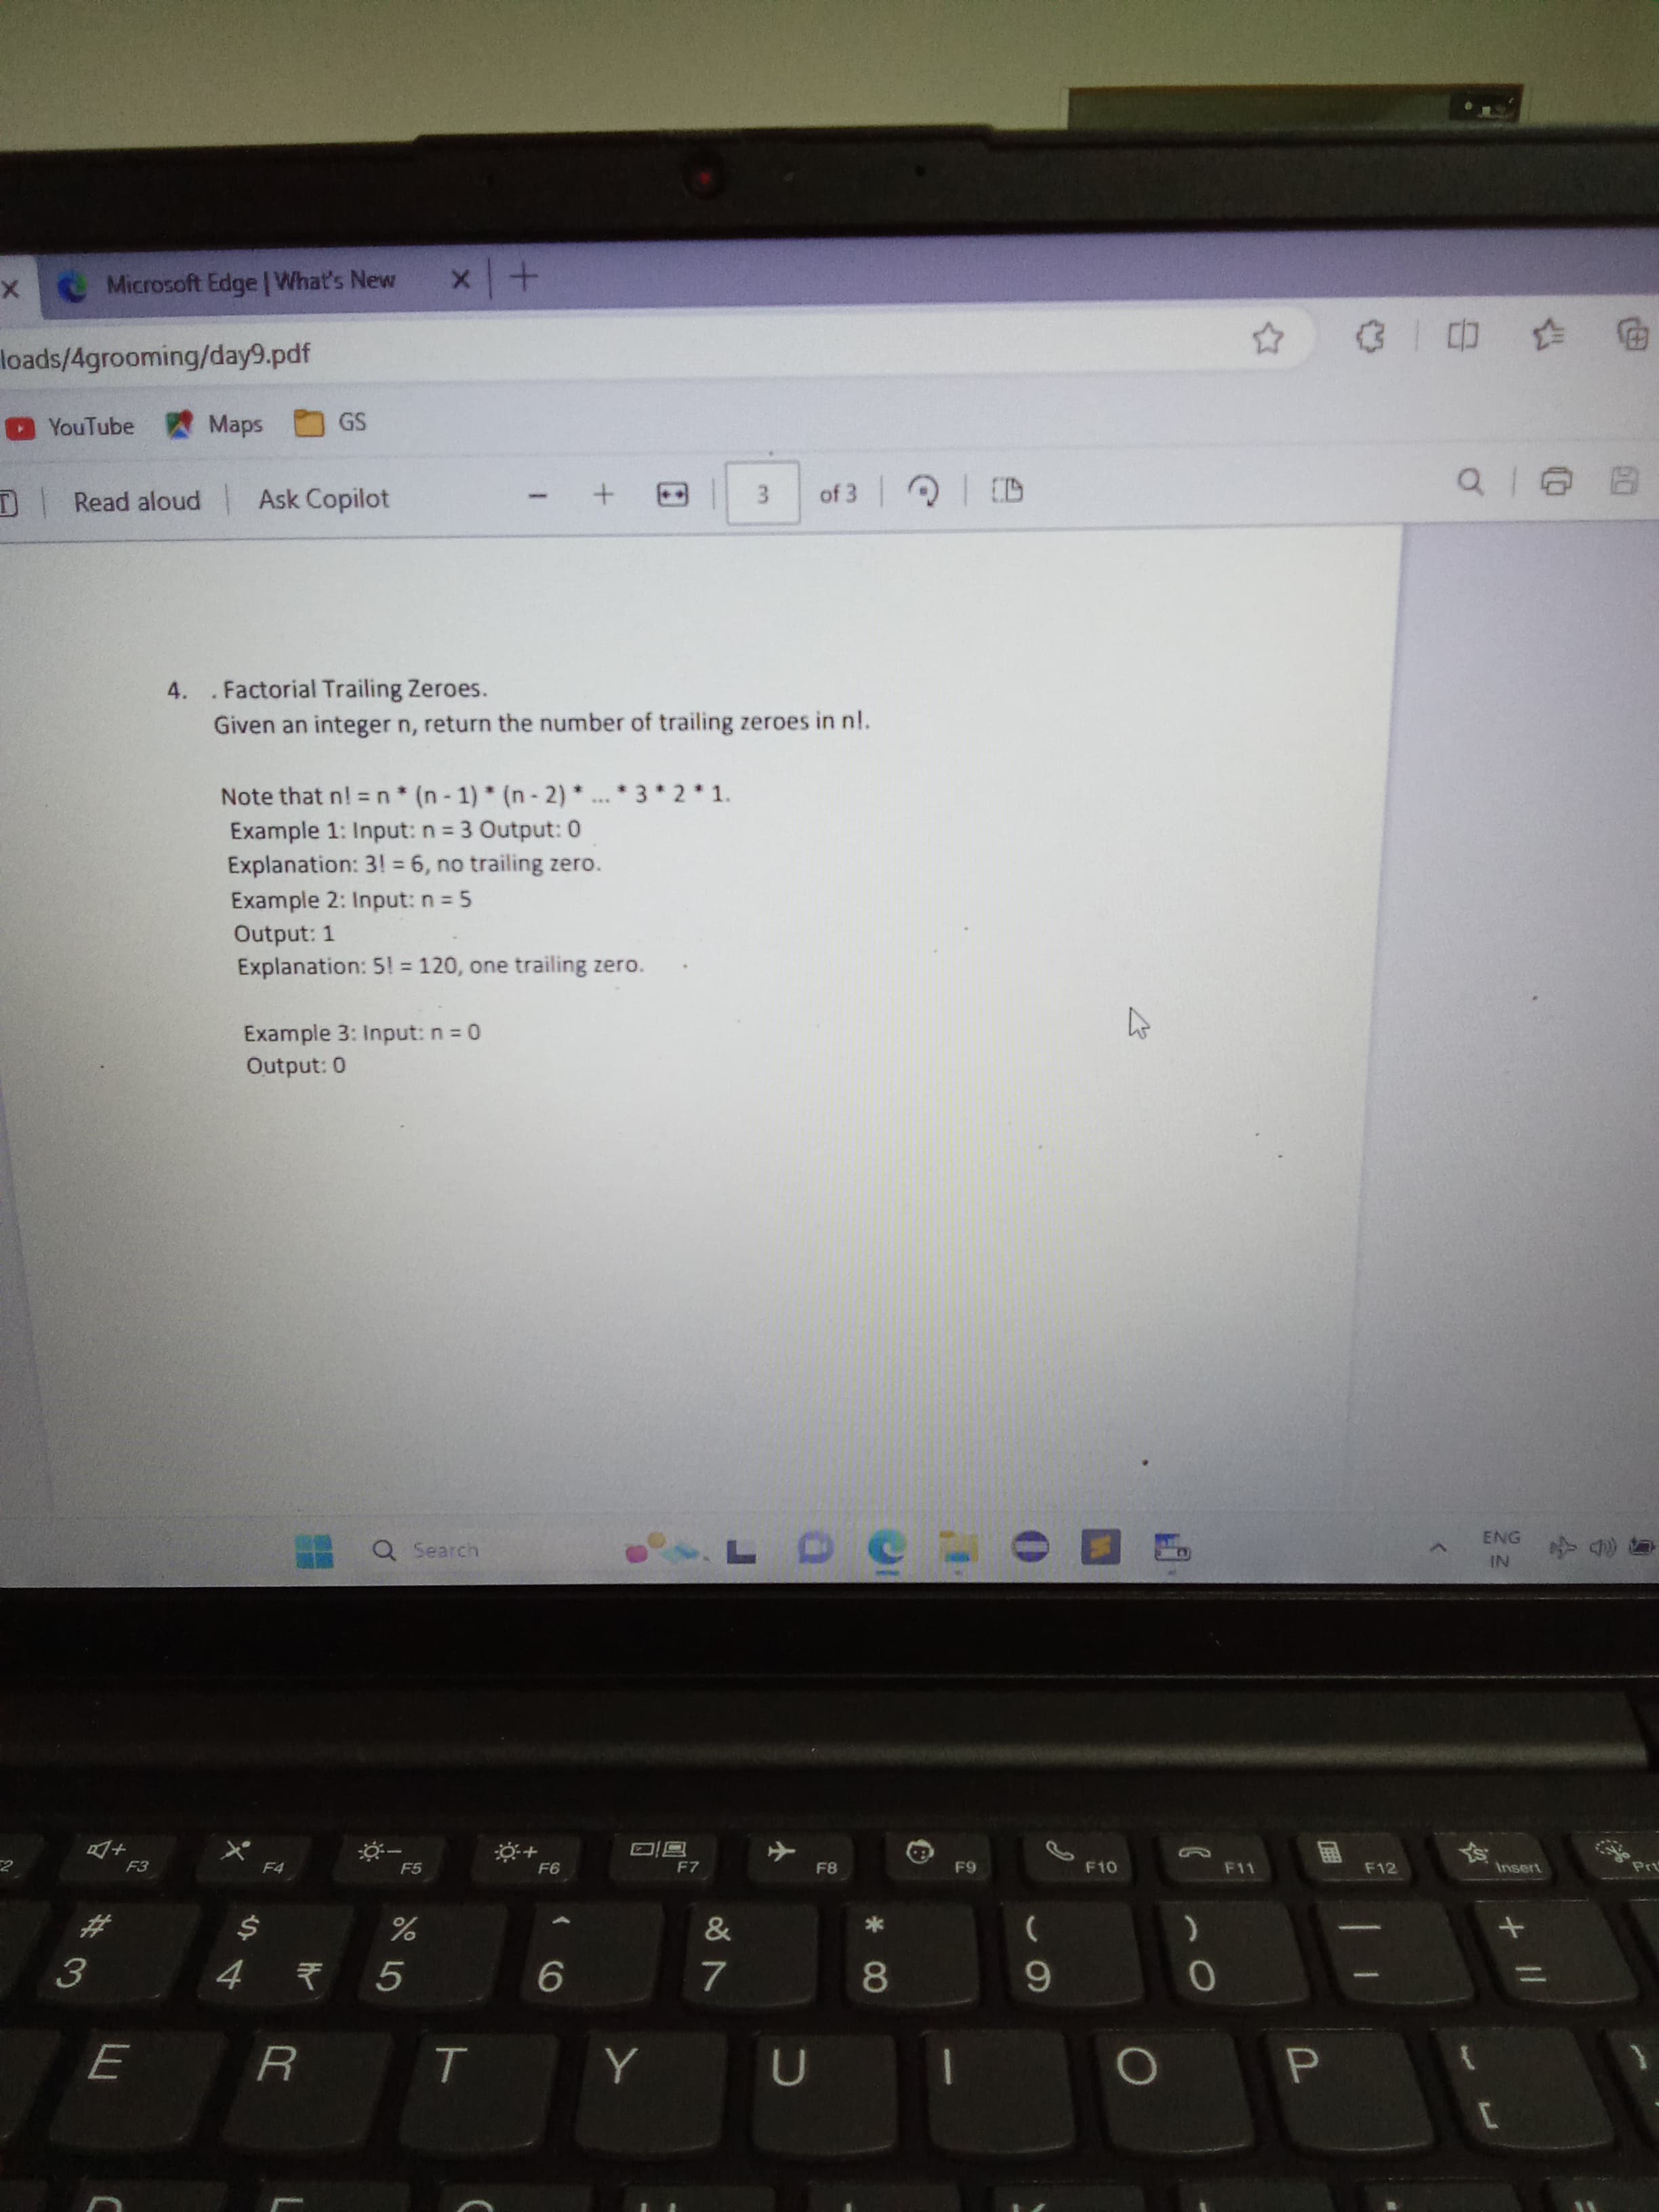 Microsoft Edge | What's New
loads/4grooming/day9.pdf
YouTube Maps GS
Read aloud Ask Copilot 3 of 3
4. . Factorial Trailing Zeroes.
Given an integer n, return the number of trailing zeroes in n!.
Note that n! = n * (n - 1) * (n - 2) * ... * 3 * 2 * 1.
Example 1: Input: n = 3 Output: 0
Explanation: 3! = 6, no trailing zero.
Example 2: Input: n = 5
Output: 1
Explanation: 5! = 120, one trailing zero.
Example 3: Input: n = 0
Output: 0
Search ENG
IN
F3 F4 F5 F6 F7 F8 F9 F10 F11 F12 Insert
# $ % ^ & * ( ) — +
3 4 ₹ 5 6 7 8 9 0 - =
E R T Y U I O P { }
[